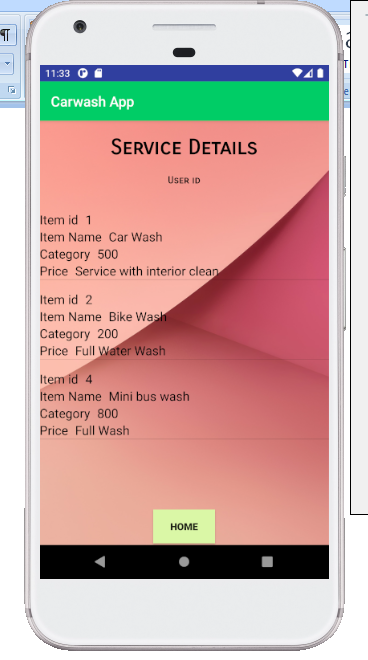 11:33
Carwash App
Service Details
User id
Item id 1
Item Name Car Wash
Category 500
Price Service with interior clean
Item id 2
Item Name Bike Wash
Category 200
Price Full Water Wash
Item id 4
Item Name Mini bus wash
Category 800
Price Full Wash
HOME